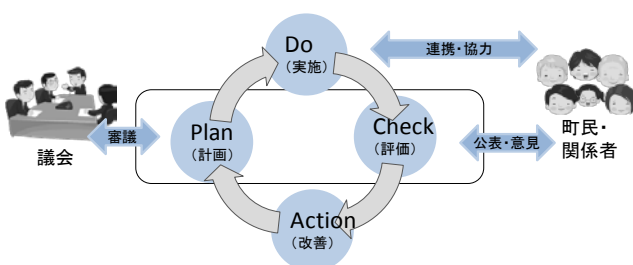 Do
（実施）
連携・協力
Plan
（計画）
審議
Check
（評価）
公表・意見
議会
町民・
関係者
Action
（改善）